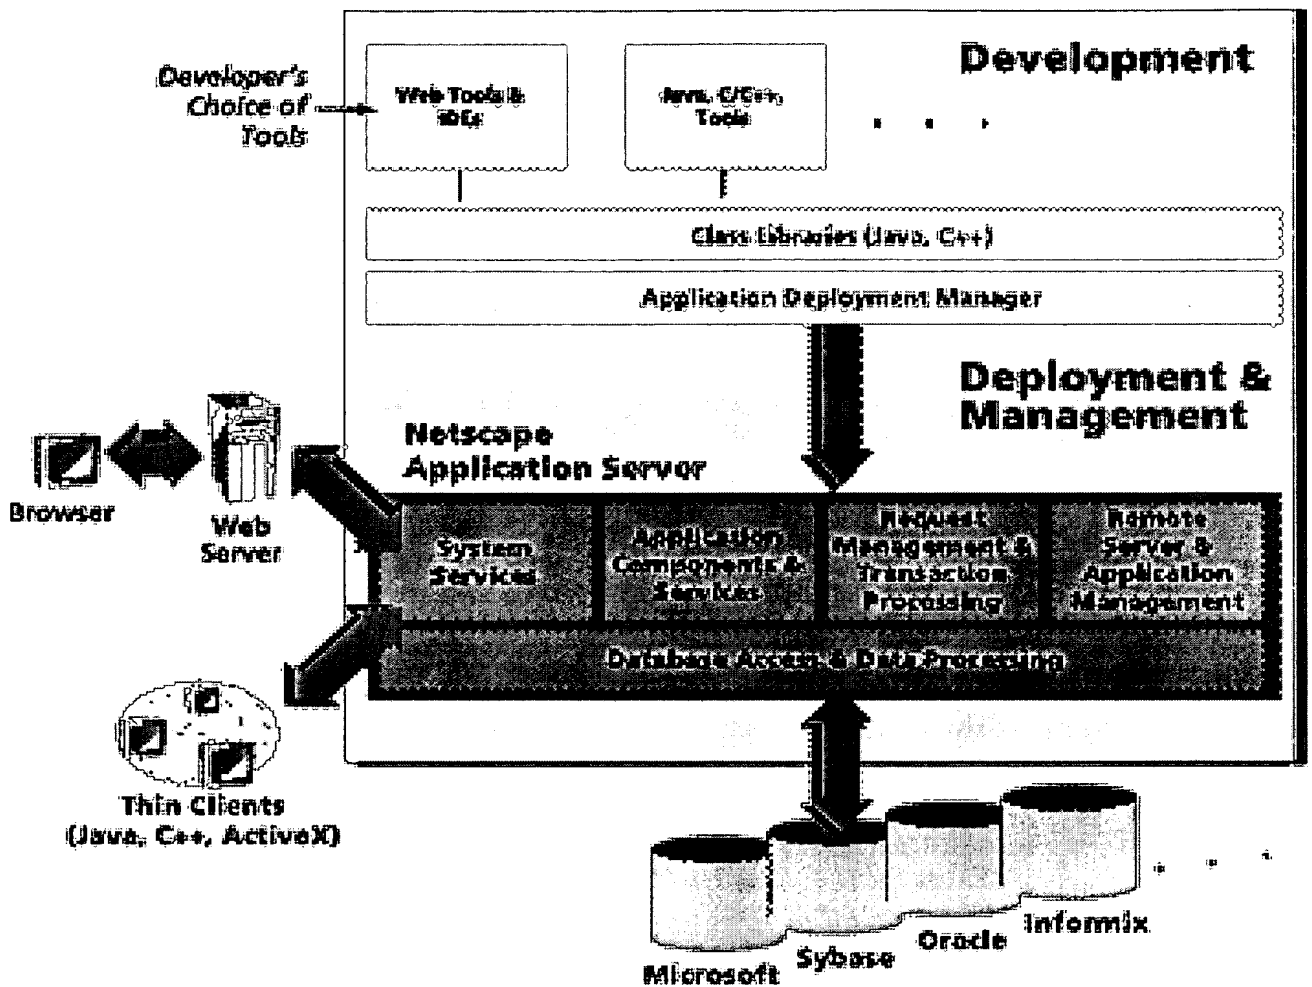 Development
Developer's
Choice of
Tools
Web Tools &
IDEs
Java, C/C++,
Tools
. . .
Class Libraries (Java, C++)
Application Deployment Manager
Deployment &
Management
Netscape
Application Server
Browser
Web
Server
System
Services
Application
Components &
Services
Request
Management &
Transaction
Processing
Remote
Server &
Application
Management
Database Access & Data Processing
Thin Clients
(Java, C++, ActiveX)
Microsoft
Sybase
Oracle
Informix
. . .